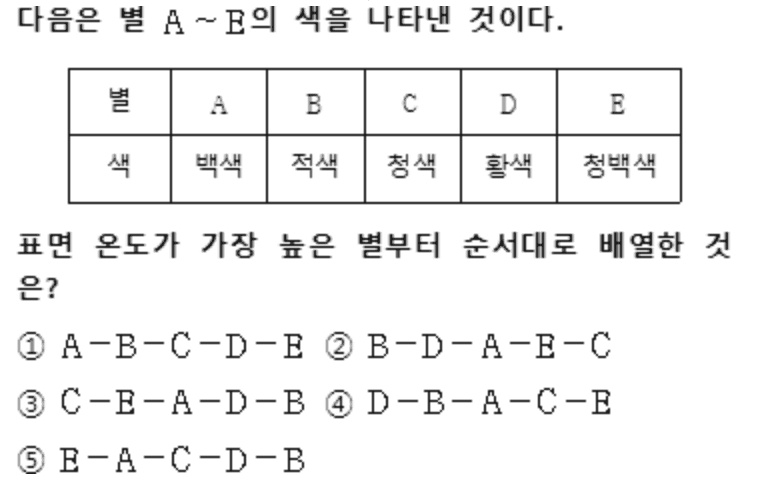 다음은 별 A ~ E의 색을 나타낸 것이다.
별 A B C D E
색 백색 적색 청색 황색 청백색
표면 온도가 가장 높은 별부터 순서대로 배열한 것
은?
① A-B-C-D-E ② B-D-A-E-C
③ C-E-A-D-B ④ D-B-A-C-E
⑤ E-A-C-D-B